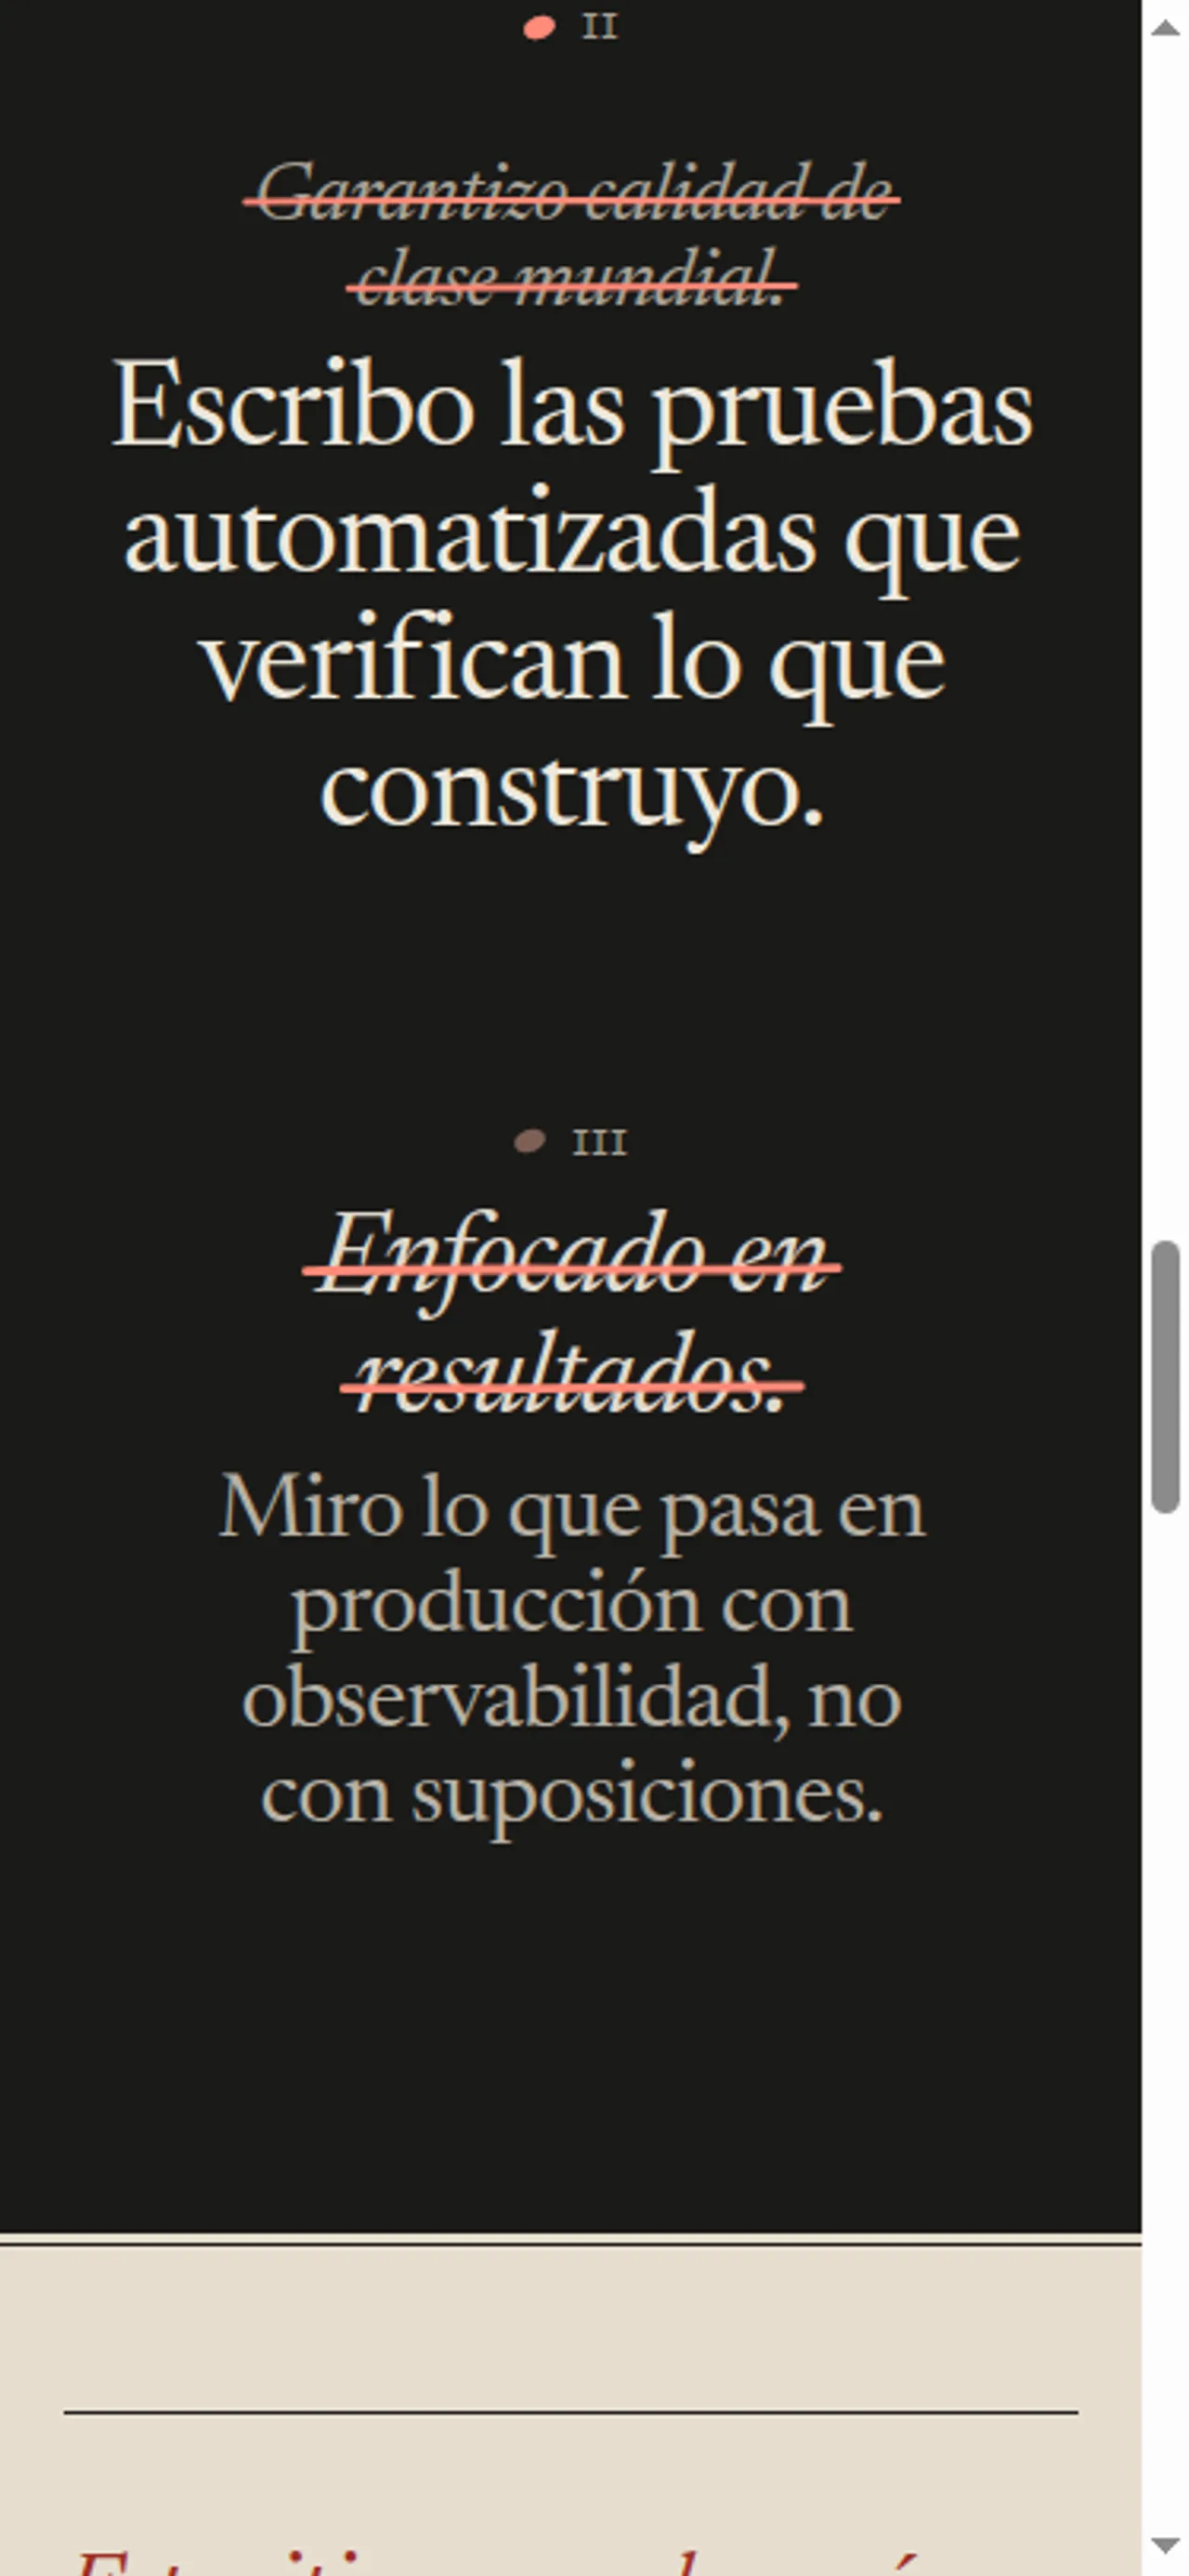 II
Garantizo calidad de
clase mundial.
Escribo las pruebas
automatizadas que
verifican lo que
construyo.
III
Enfocado en
resultados.
Miro lo que pasa en
producción con
observabilidad, no
con suposiciones.